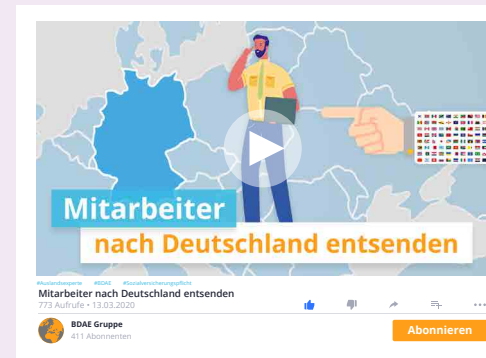 Mitarbeiter
nach Deutschland entsenden
#Auslandsexperte #BDAE #Sozialversicherungspflicht
Mitarbeiter nach Deutschland entsenden
773 Aufrufe • 13.03.2020
BDAE Gruppe
411 Abonnenten
Abonnieren